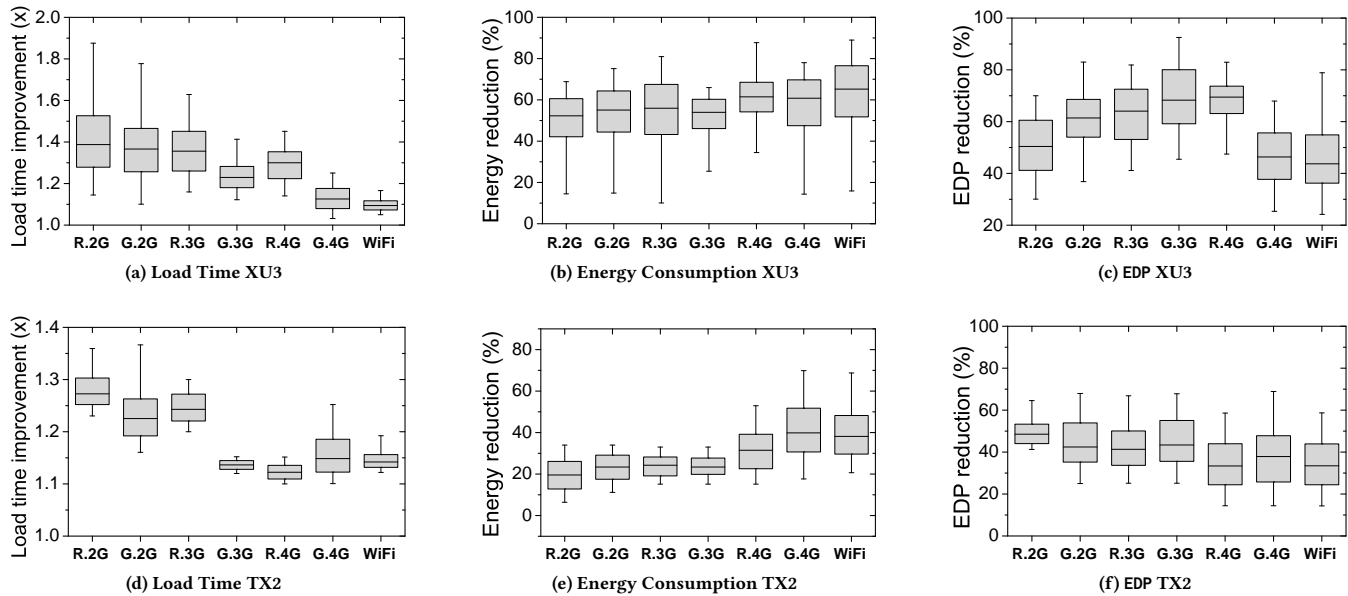 Load time improvement (x)
2.0
1.8
1.6
1.4
1.2
1.0
R.2G G.2G R.3G G.3G R.4G G.4G WiFi
(a) Load Time XU3
Energy reduction (%)
100
80
60
40
20
0
R.2G G.2G R.3G G.3G R.4G G.4G WiFi
(b) Energy Consumption XU3
EDP reduction (%)
100
80
60
40
20
R.2G G.2G R.3G G.3G R.4G G.4G WiFi
(c) EDP XU3
Load time improvement (x)
1.4
1.3
1.2
1.1
1.0
R.2G G.2G R.3G G.3G R.4G G.4G WiFi
(d) Load Time TX2
Energy reduction (%)
80
60
40
20
0
R.2G G.2G R.3G G.3G R.4G G.4G WiFi
(e) Energy Consumption TX2
EDP reduction (%)
100
80
60
40
20
0
R.2G G.2G R.3G G.3G R.4G G.4G WiFi
(f) EDP TX2